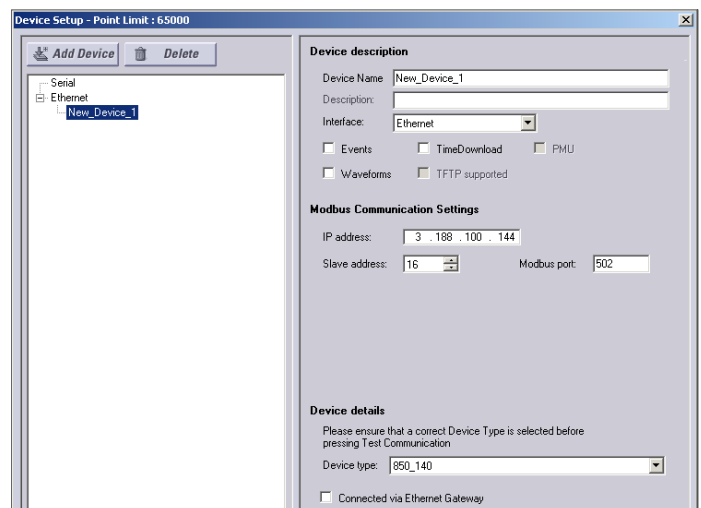 Device Setup - Point Limit : 65000
Add Device
Delete
Serial
Ethernet
New_Device_1
Device description
Device Name New_Device_1
Description:
Interface: Ethernet
Events TimeDownload PMU
Waveforms TFTP supported
Modbus Communication Settings
IP address: 3 . 188 . 100 . 144
Slave address: 16 Modbus port: 502
Device details
Please ensure that a correct Device Type is selected before
pressing Test Communication
Device type: 850_140
Connected via Ethernet Gateway